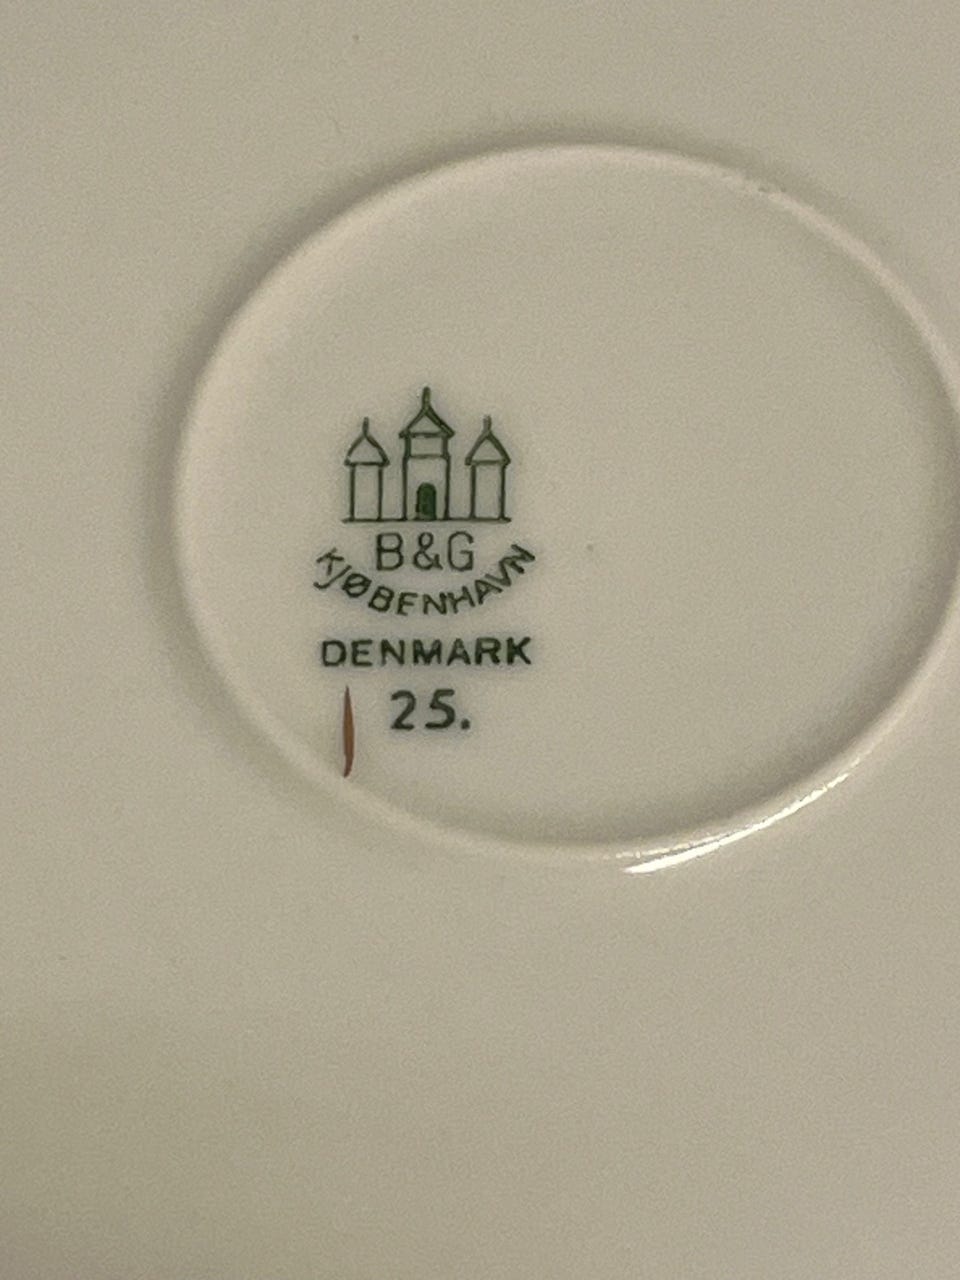 B&G
KJØBENHAVN
DENMARK
25.